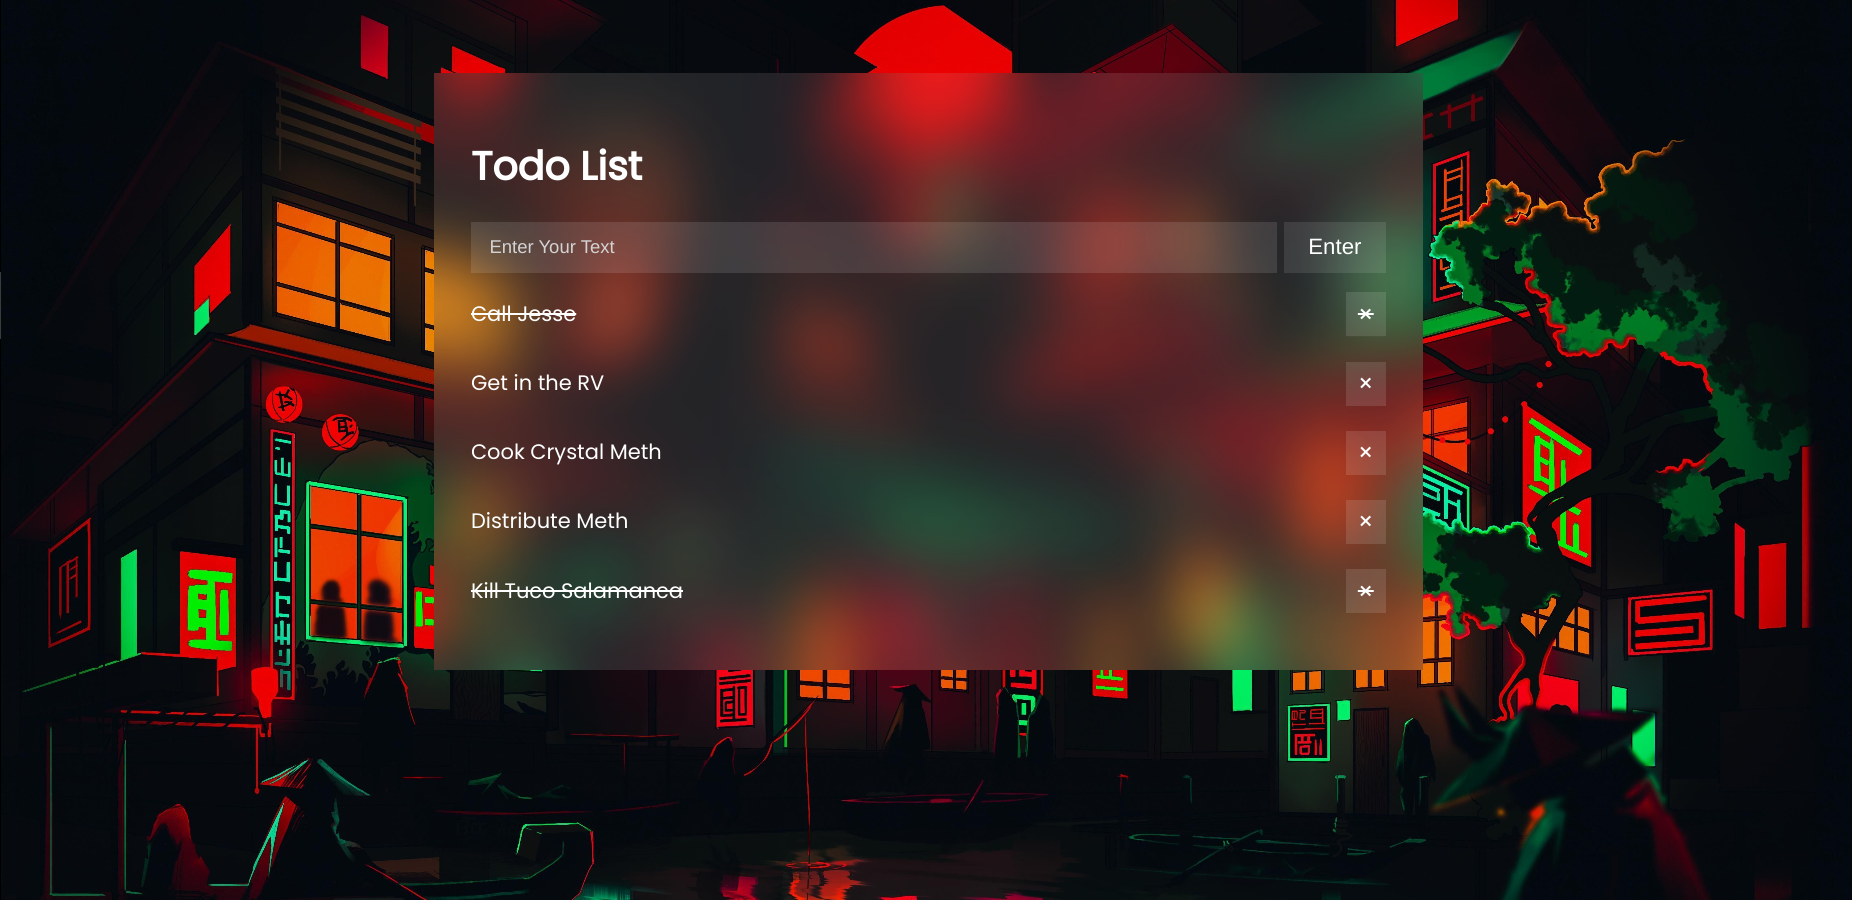 Todo List
Enter Your Text
Enter
Call Jesse
×
Get in the RV
×
Cook Crystal Meth
×
Distribute Meth
×
Kill Tuco Salamanca
×